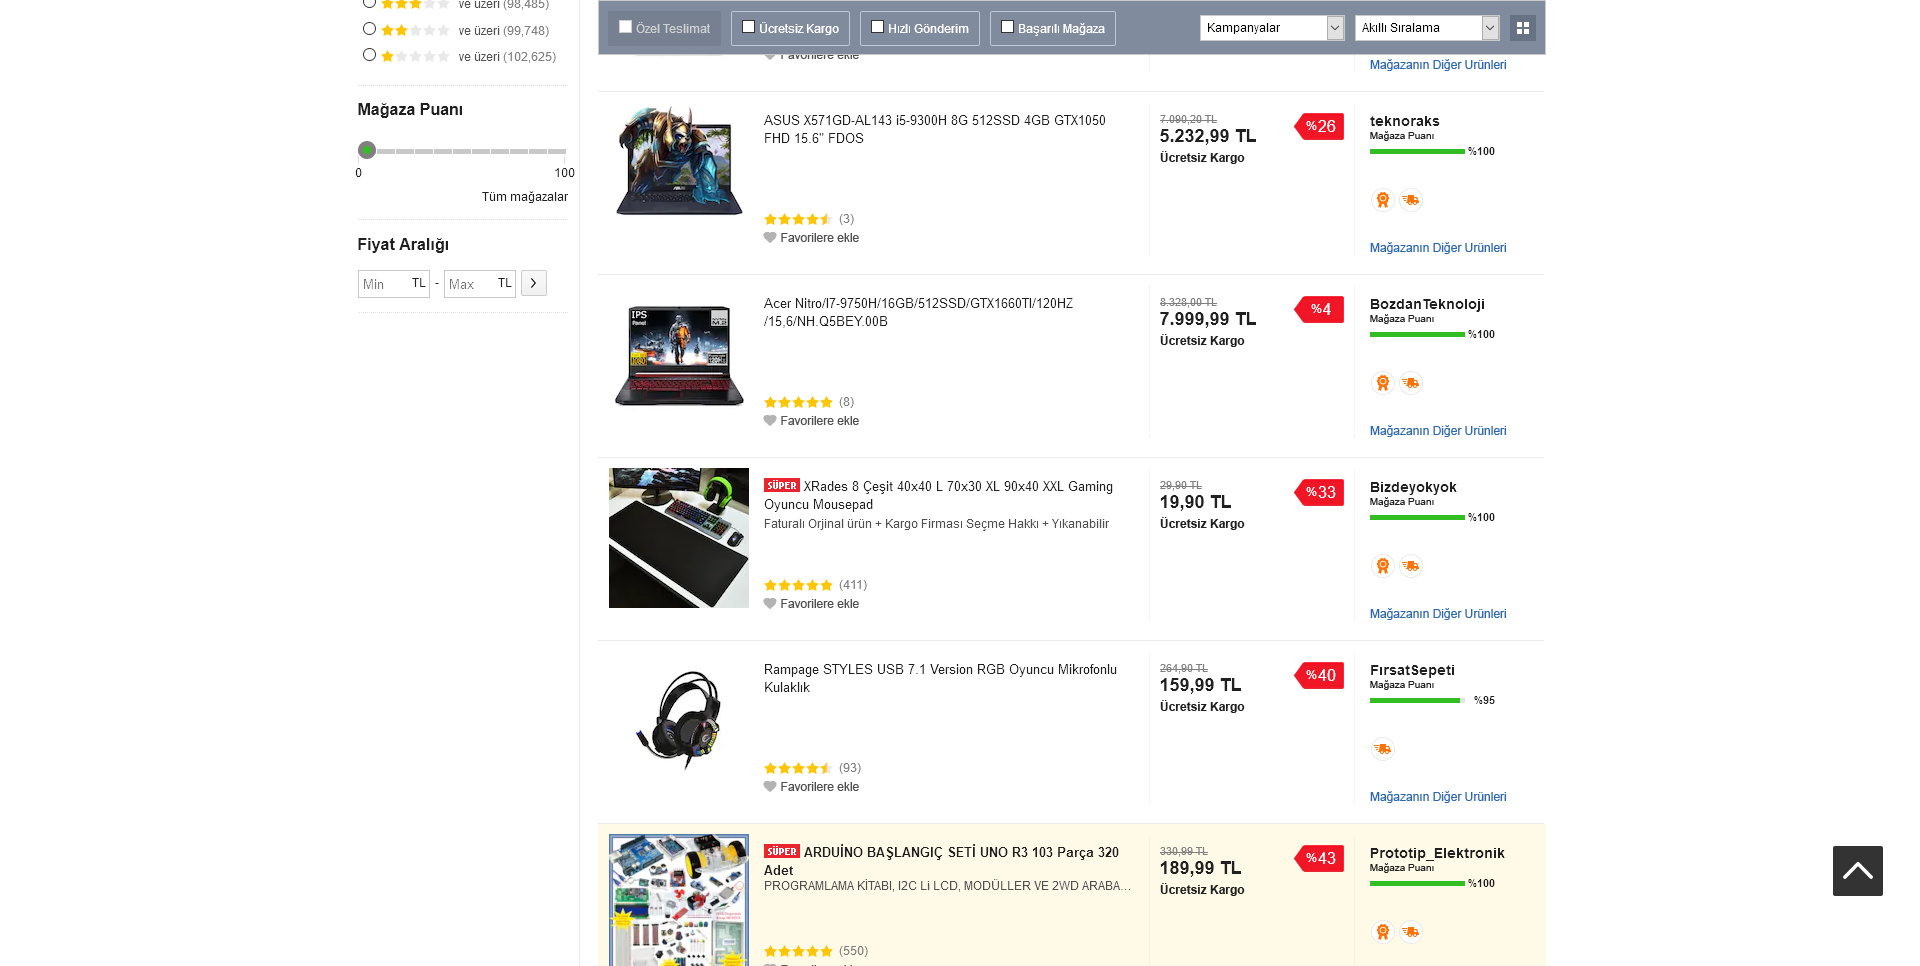 ve üzeri (98,485)
ve üzeri (99,748)
ve üzeri (102,625)
Mağaza Puanı
0
100
Tüm mağazalar
Fiyat Aralığı
Min TL - Max TL
Özel Teslimat
Ücretsiz Kargo
Hızlı Gönderim
Başarılı Mağaza
Kampanyalar
Akıllı Sıralama
Favorilere ekle
Mağazanın Diğer Ürünleri
ASUS X571GD-AL143 i5-9300H 8G 512SSD 4GB GTX1050
FHD 15.6" FDOS
(3)
Favorilere ekle
7.090,20 TL
5.232,99 TL
Ücretsiz Kargo
%26
teknoraks
Mağaza Puanı
%100
Mağazanın Diğer Ürünleri
IPS
Panel
M.2
Acer Nitro/I7-9750H/16GB/512SSD/GTX1660TI/120HZ
/15,6/NH.Q5BEY.00B
(8)
Favorilere ekle
8.328,00 TL
7.999,99 TL
Ücretsiz Kargo
%4
BozdanTeknoloji
Mağaza Puanı
%100
Mağazanın Diğer Ürünleri
SÜPER XRades 8 Çeşit 40x40 L 70x30 XL 90x40 XXL Gaming
Oyuncu Mousepad
Faturalı Orjinal ürün + Kargo Firması Seçme Hakkı + Yıkanabilir
(411)
Favorilere ekle
29,90 TL
19,90 TL
Ücretsiz Kargo
%33
Bizdeyokyok
Mağaza Puanı
%100
Mağazanın Diğer Ürünleri
Rampage STYLES USB 7.1 Version RGB Oyuncu Mikrofonlu
Kulaklık
(93)
Favorilere ekle
264,90 TL
159,99 TL
Ücretsiz Kargo
%40
FırsatSepeti
Mağaza Puanı
%95
Mağazanın Diğer Ürünleri
SÜPER ARDUİNO BAŞLANGIÇ SETİ UNO R3 103 Parça 320
Adet
PROGRAMLAMA KİTABI, I2C Li LCD, MODÜLLER VE 2WD ARABA...
(550)
330,99 TL
189,99 TL
Ücretsiz Kargo
%43
Prototip_Elektronik
Mağaza Puanı
%100